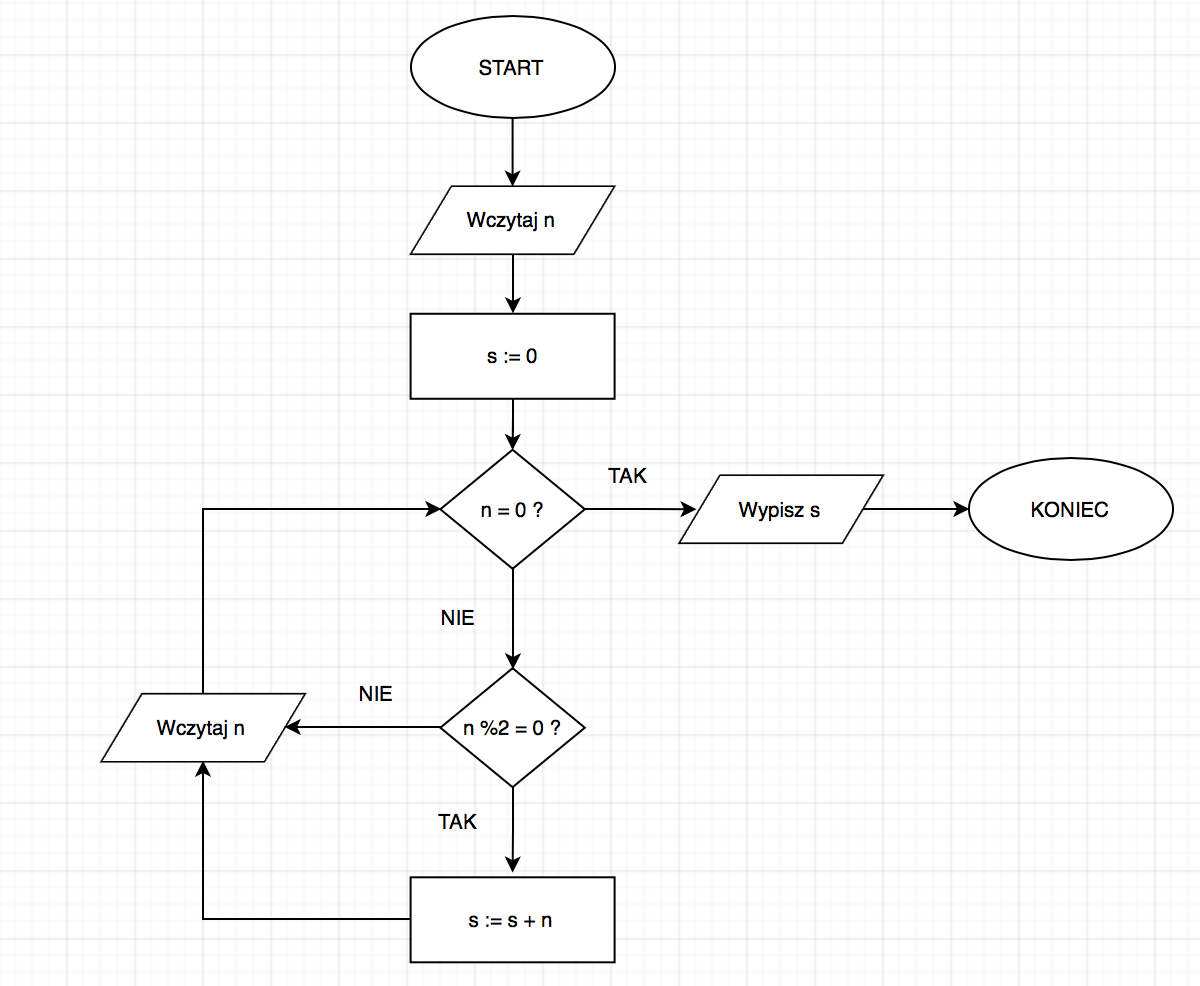 START
Wczytaj n
s := 0
n = 0 ?
TAK
Wypisz s
KONIEC
NIE
n %2 = 0 ?
NIE
Wczytaj n
TAK
s := s + n